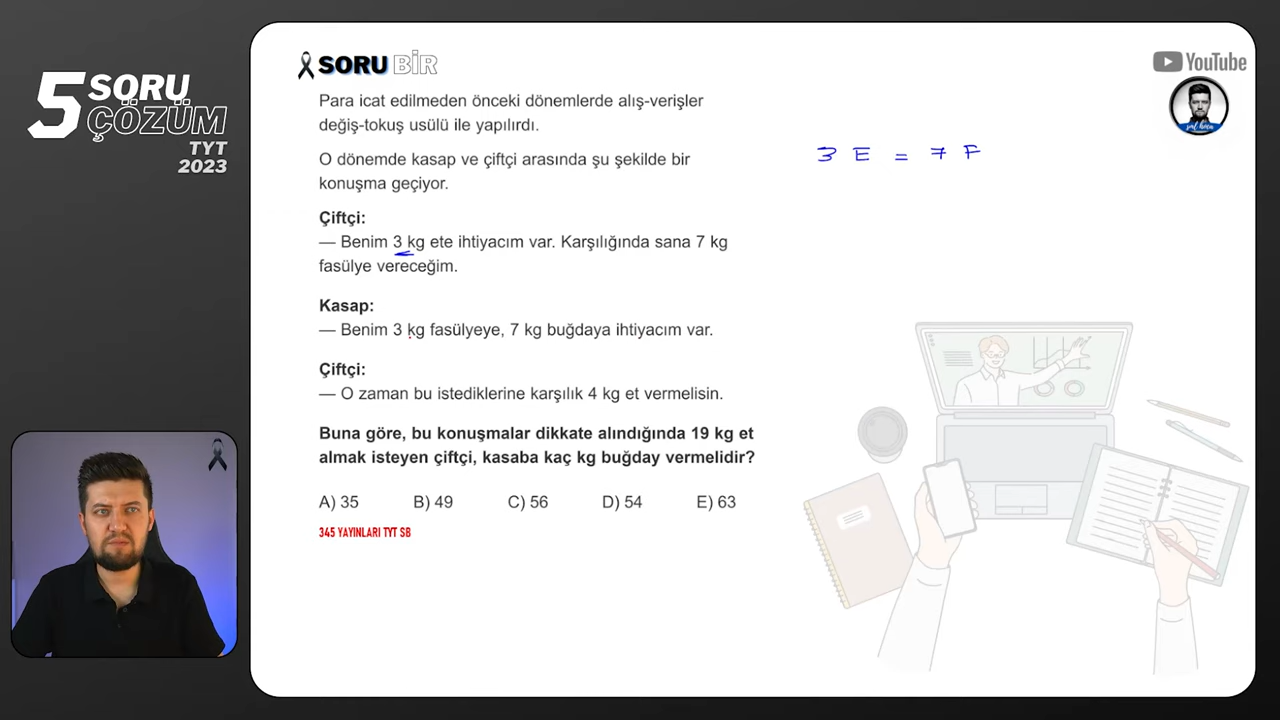 5 SORU
ÇÖZÜM
TYT
2023
SORU BİR
YouTube
Para icat edilmeden önceki dönemlerde alış-verişler
değiş-tokuş usülü ile yapılırdı.
3 E = 7 F
O dönemde kasap ve çiftçi arasında şu şekilde bir
konuşma geçiyor.
Çiftçi:
— Benim 3 kg ete ihtiyacım var. Karşılığında sana 7 kg
fasülye vereceğim.
Kasap:
— Benim 3 kg fasülyeye, 7 kg buğdaya ihtiyacım var.
Çiftçi:
— O zaman bu istediklerine karşılık 4 kg et vermelisin.
Buna göre, bu konuşmalar dikkate alındığında 19 kg et
almak isteyen çiftçi, kasaba kaç kg buğday vermelidir?
A) 35 B) 49 C) 56 D) 54 E) 63
345 YAYINLARI TYT SB